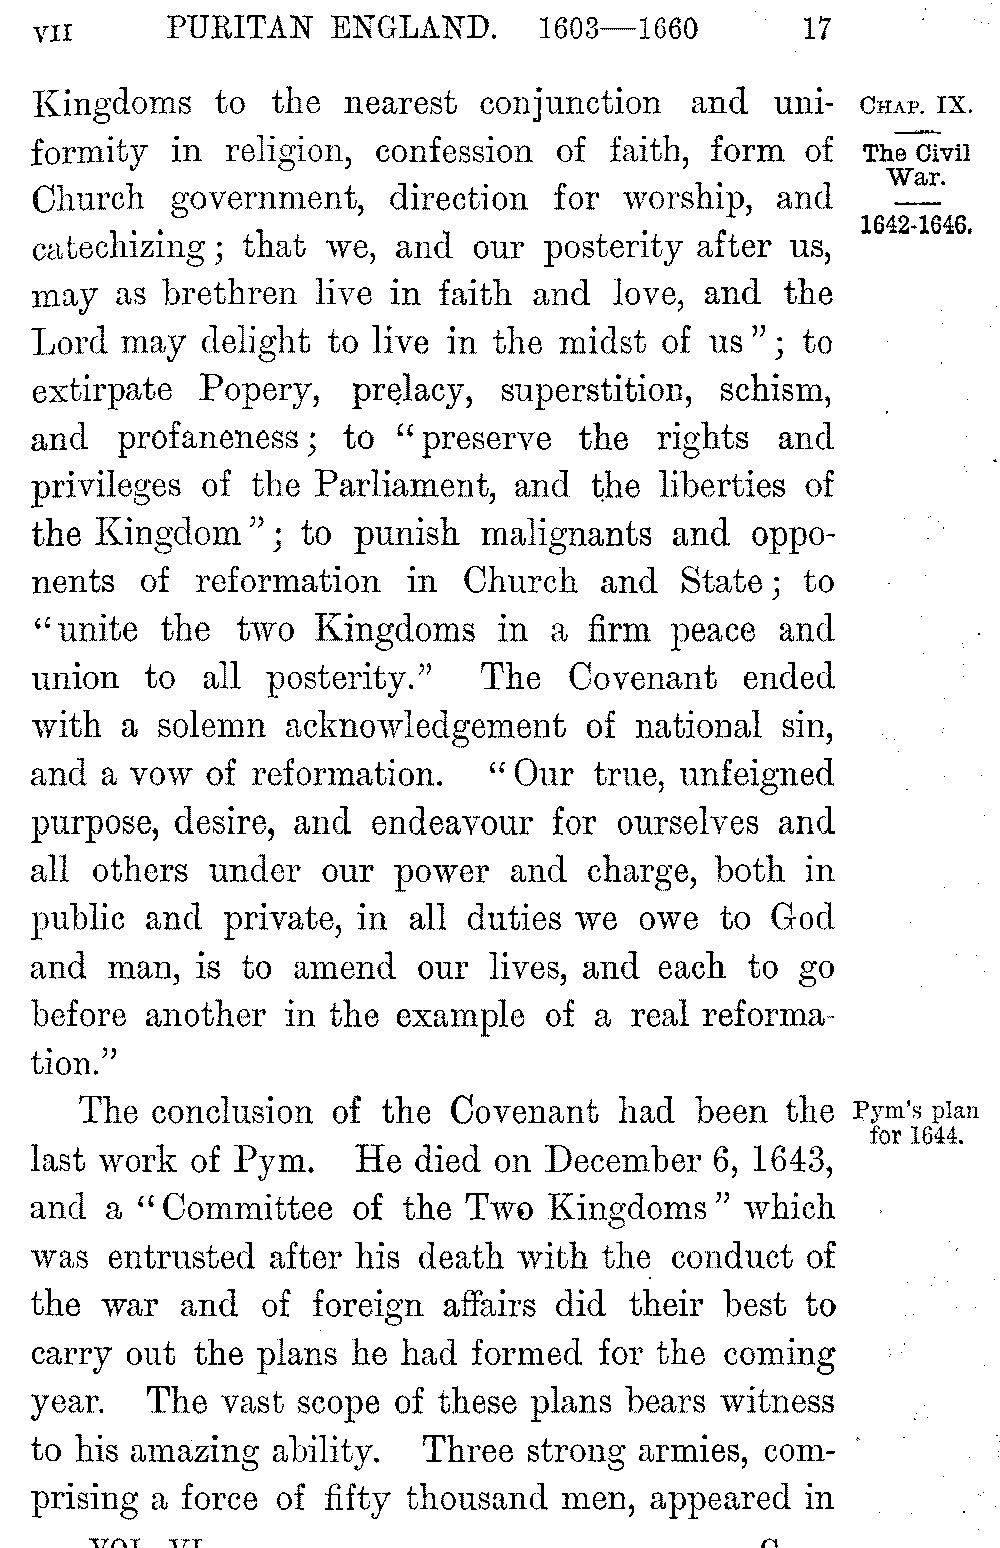 VII PURITAN ENGLAND. 1603—1660 17
Kingdoms to the nearest conjunction and uni-
formity in religion, confession of faith, form of
Church government, direction for worship, and
catechizing; that we, and our posterity after us,
may as brethren live in faith and love, and the
Lord may delight to live in the midst of us"; to
extirpate Popery, prelacy, superstition, schism,
and profaneness; to "preserve the rights and
privileges of the Parliament, and the liberties of
the Kingdom"; to punish malignants and oppo-
nents of reformation in Church and State; to
"unite the two Kingdoms in a firm peace and
union to all posterity." The Covenant ended
with a solemn acknowledgement of national sin,
and a vow of reformation. "Our true, unfeigned
purpose, desire, and endeavour for ourselves and
all others under our power and charge, both in
public and private, in all duties we owe to God
and man, is to amend our lives, and each to go
before another in the example of a real reforma-
tion."
The conclusion of the Covenant had been the
last work of Pym. He died on December 6, 1643,
and a "Committee of the Two Kingdoms" which
was entrusted after his death with the conduct of
the war and of foreign affairs did their best to
carry out the plans he had formed for the coming
year. The vast scope of these plans bears witness
to his amazing ability. Three strong armies, com-
prising a force of fifty thousand men, appeared in
VOL. VI C
CHAP. IX.
The Civil
War.
1642-1646.
Pym's plan
for 1644.